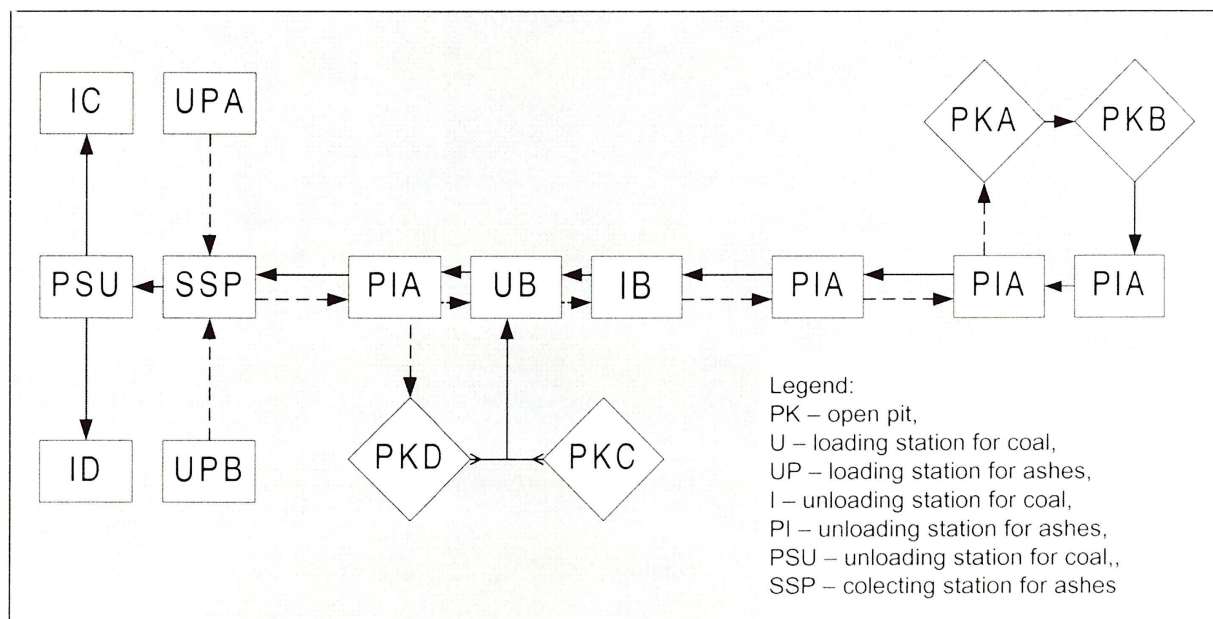 IC UPA PKA PKB
PSU SSP PIA UB IB PIA PIA PIA
ID UPB PKD PKC
Legend:
PK – open pit,
U – loading station for coal,
UP – loading station for ashes,
I – unloading station for coal,
PI – unloading station for ashes,
PSU – unloading station for coal,,
SSP – colecting station for ashes